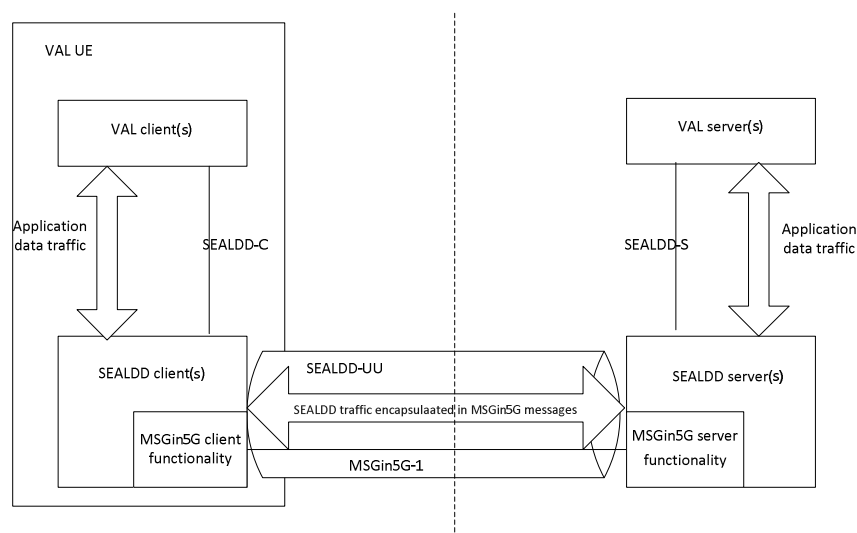 VAL UE
VAL client(s)
VAL server(s)
Application
data traffic
SEALDD-C
SEALDD-S
Application
data traffic
SEALDD client(s)
SEALDD-UU
SEALDD server(s)
SEALDD traffic encapsulaated in MSGin5G messages
MSGin5G client
functionality
MSGin5G server
functionality
MSGin5G-1